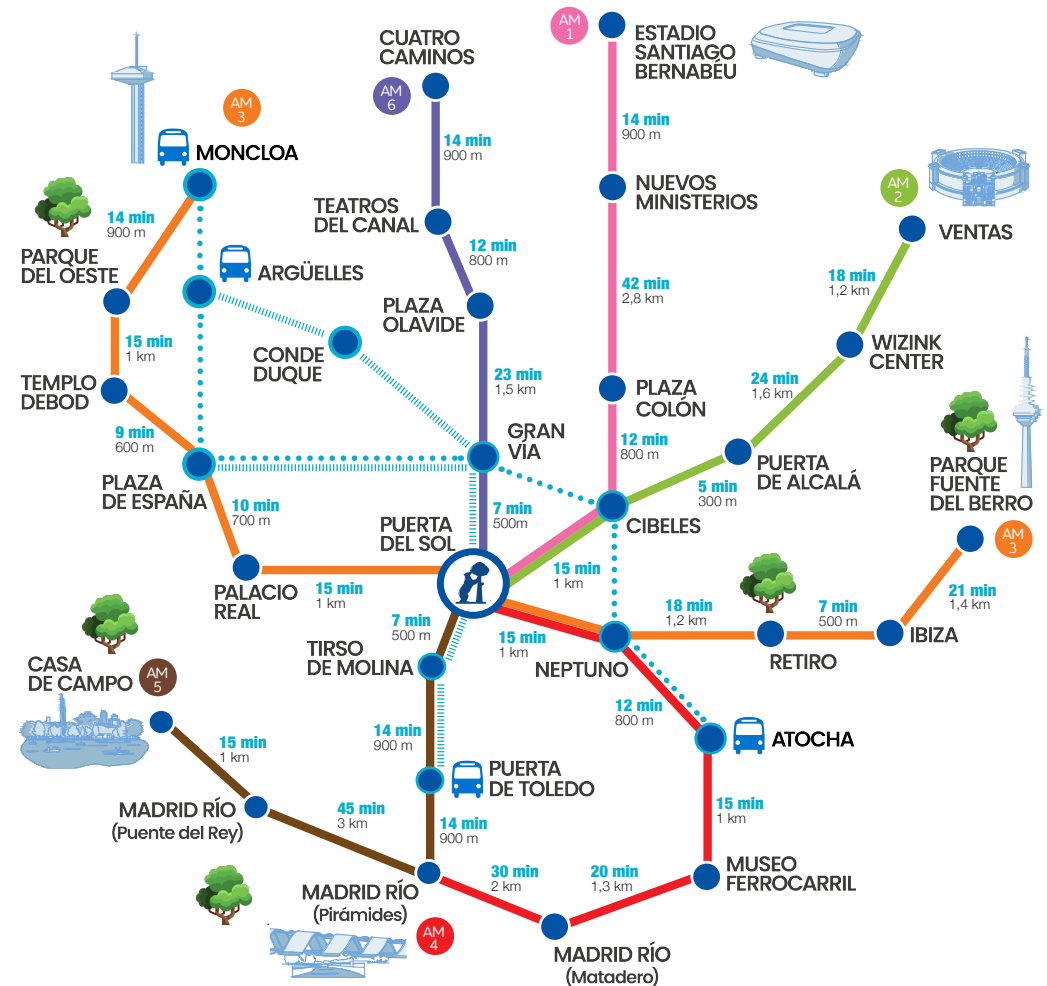 AM
1
ESTADIO
SANTIAGO
BERNABÉU
CUATRO
CAMINOS
AM
6
AM
3
MONCLOA
14 min
900 m
14 min
900 m
NUEVOS
MINISTERIOS
AM
2
VENTAS
TEATROS
DEL CANAL
14 min
900 m
PARQUE
DEL OESTE
12 min
800 m
ARGÜELLES
18 min
1,2 km
42 min
2,8 km
PLAZA
OLAVIDE
15 min
1 km
CONDE
DUQUE
WIZINK
CENTER
TEMPLO
DEBOD
23 min
1,5 km
PLAZA
COLÓN
24 min
1,6 km
9 min
600 m
GRAN
VÍA
12 min
800 m
PUERTA
DE ALCALÁ
PARQUE
FUENTE
DEL BERRO
PLAZA
DE ESPAÑA
10 min
700 m
5 min
300 m
7 min
500m
CIBELES
PUERTA
DEL SOL
AM
3
15 min
1 km
PALACIO
REAL
15 min
1 km
21 min
1,4 km
18 min
1,2 km
7 min
500 m
7 min
500 m
15 min
1 km
IBIZA
TIRSO
DE MOLINA
NEPTUNO
RETIRO
CASA
DE CAMPO
AM
5
12 min
800 m
14 min
900 m
15 min
1 km
ATOCHA
PUERTA
DE TOLEDO
MADRID RÍO
(Puente del Rey)
45 min
3 km
14 min
900 m
15 min
1 km
30 min
2 km
20 min
1,3 km
MUSEO
FERROCARRIL
MADRID RÍO
(Pirámides)
AM
4
MADRID RÍO
(Matadero)